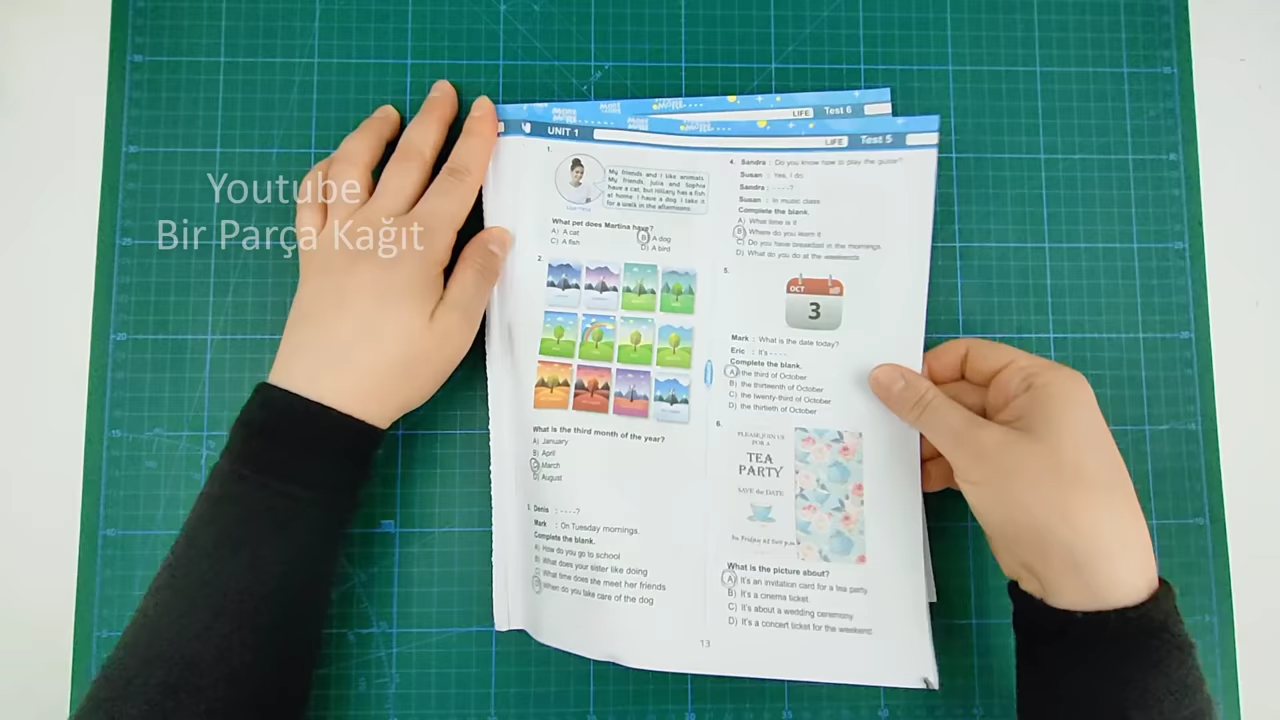 Youtube
Bir Parça Kağıt
LIFE
Test 6
UNIT 1
LIFE
Test 5
1.
My friends and I like animals.
My friends, Julia and Sophia
have a cat, but Hillary has a fish
at home. I have a dog. I take it
for a walk in the afternoons.
What pet does Martina have?
A) A cat
B) A dog
C) A fish
D) A bird
2.
What is the third month of the year?
A) January
B) April
C) March
D) August
Denis : - - - -?
Mark : On Tuesday mornings.
Complete the blank.
A) How do you go to school
B) What does your sister like doing
C) What time does she meet her friends
D) When do you take care of the dog
4. Sandra : Do you know how to play the guitar?
Susan : Yes, I do.
Sandra : - - - -?
Susan : In music class.
Complete the blank.
A) What time is it
B) Where do you learn it
C) Do you have breakfast in the mornings
D) What do you do at the weekends
5.
OCT
3
Mark : What is the date today?
Eric : It's - - - -.
Complete the blank.
A) the third of October
B) the thirteenth of October
C) the twenty-third of October
D) the thirtieth of October
6.
PLEASE JOIN US
FOR A
TEA
PARTY
SAVE the DATE
On Friday at two p.m.
What is the picture about?
A) It's an invitation card for a tea party.
B) It's a cinema ticket.
C) It's about a wedding ceremony.
D) It's a concert ticket for the weekend.
13